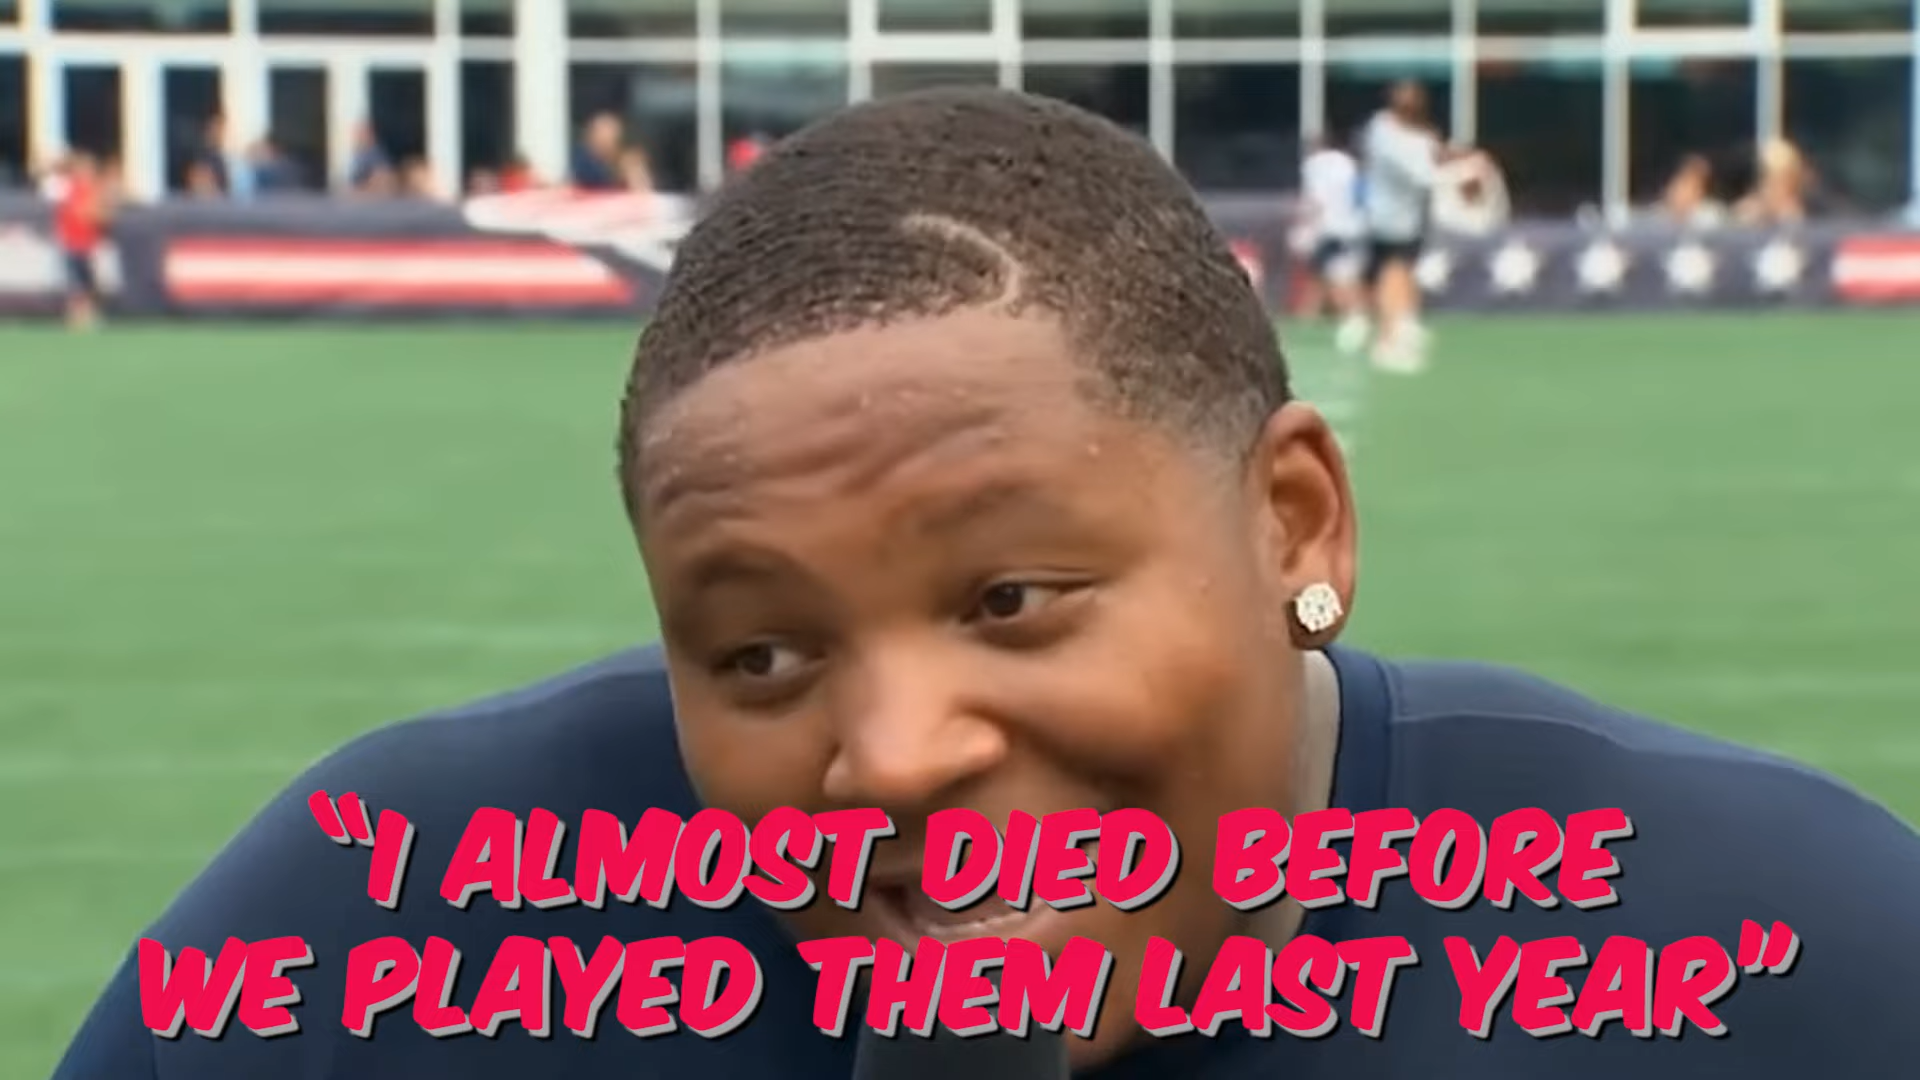 “I ALMOST DIED BEFORE
WE PLAYED THEM LAST YEAR”